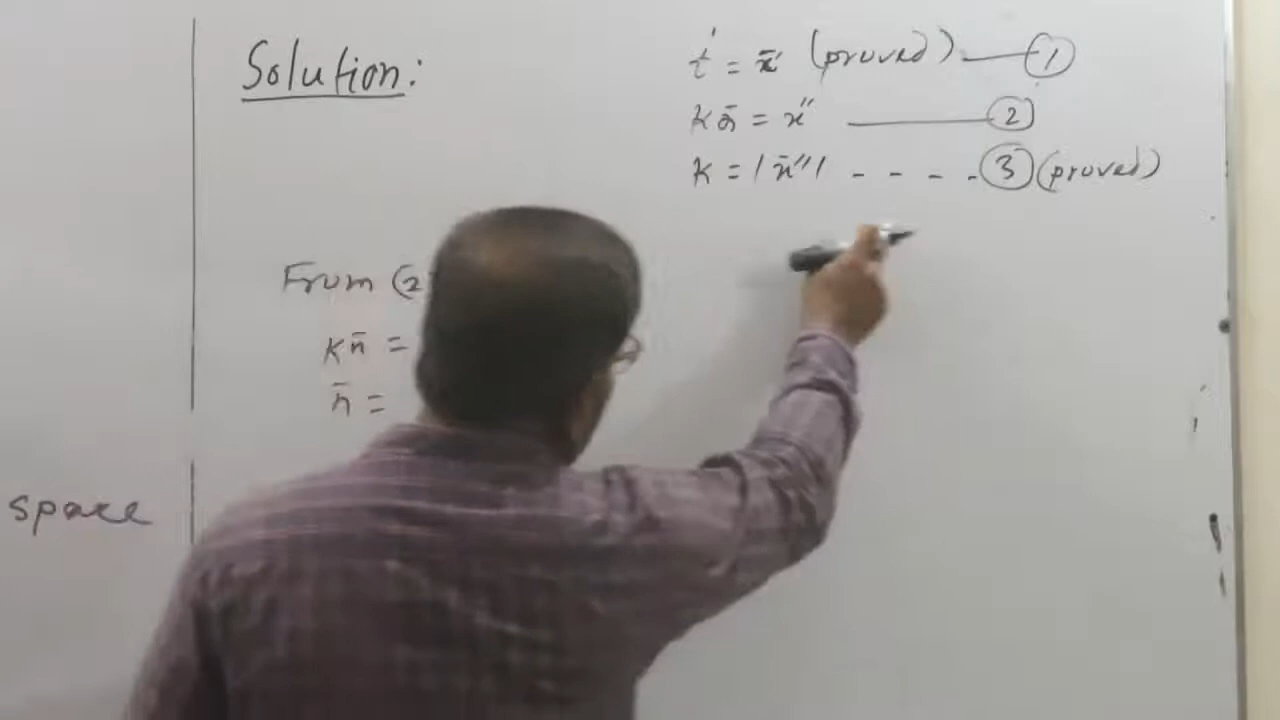 Solution:
t̄ = x̄' (proved) — ①
k n̄ = x̄'' — ②
k = |x̄''| - - - - ③ (proved)
From (2
k n̄ =
n̄ =
space